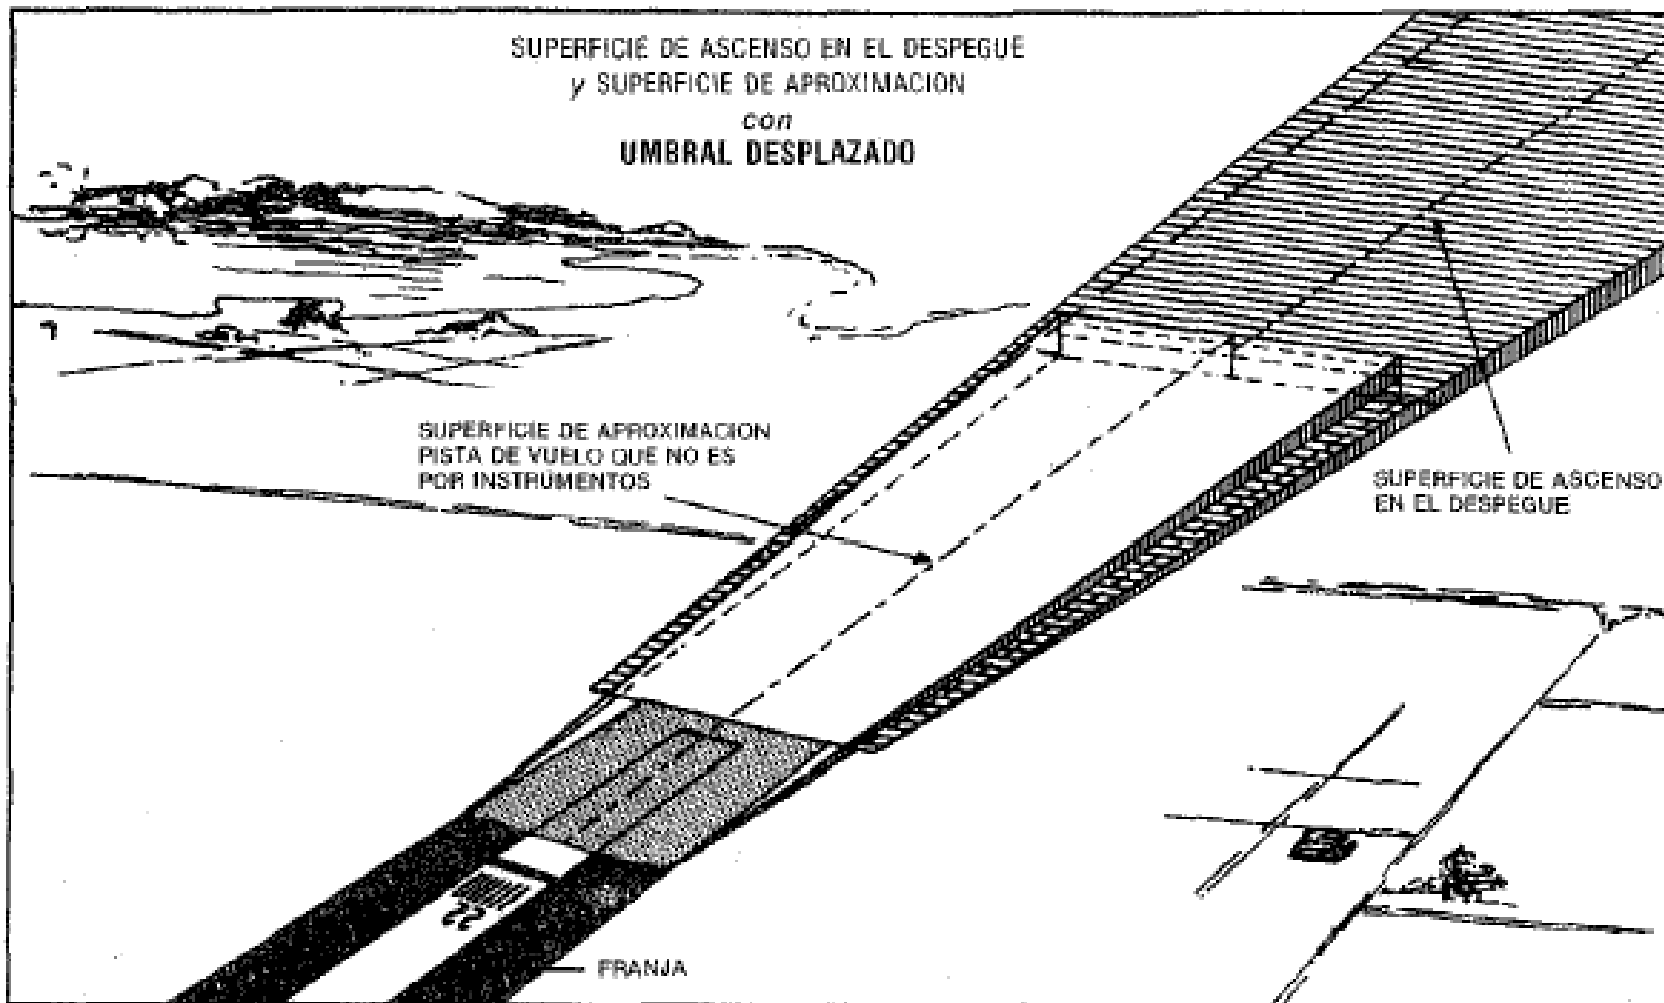 SUPERFICIE DE ASCENSO EN EL DESPEGUE
y SUPERFICIE DE APROXIMACION
con
UMBRAL DESPLAZADO
SUPERFICIE DE APROXIMACION
PISTA DE VUELO QUE NO ES
POR INSTRUMENTOS
SUPERFICIE DE ASCENSO
EN EL DESPEGUE
FRANJA